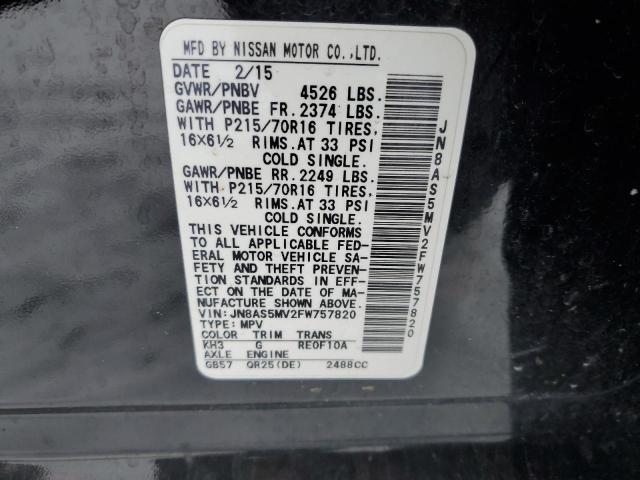 MFD BY NISSAN MOTOR CO.,LTD.
DATE 2/15
GVWR/PNBV 4526 LBS.
GAWR/PNBE FR. 2374 LBS.
WITH P215/70R16 TIRES,
16X6½ RIMS.AT 33 PSI
COLD SINGLE.
GAWR/PNBE RR. 2249 LBS.
WITH P215/70R16 TIRES,
16X6½ RIMS.AT 33 PSI
COLD SINGLE.
THIS VEHICLE CONFORMS
TO ALL APPLICABLE FED-
ERAL MOTOR VEHICLE SA-
FETY AND THEFT PREVEN-
TION STANDARDS IN EFF-
ECT ON THE DATE OF MA-
NUFACTURE SHOWN ABOVE.
VIN: JN8AS5MV2FW757820
TYPE: MPV
COLOR TRIM TRANS
KH3 G RE0F10A
AXLE ENGINE
GB57 QR25(DE) 2488CC
JN8AS5MV2FW757820